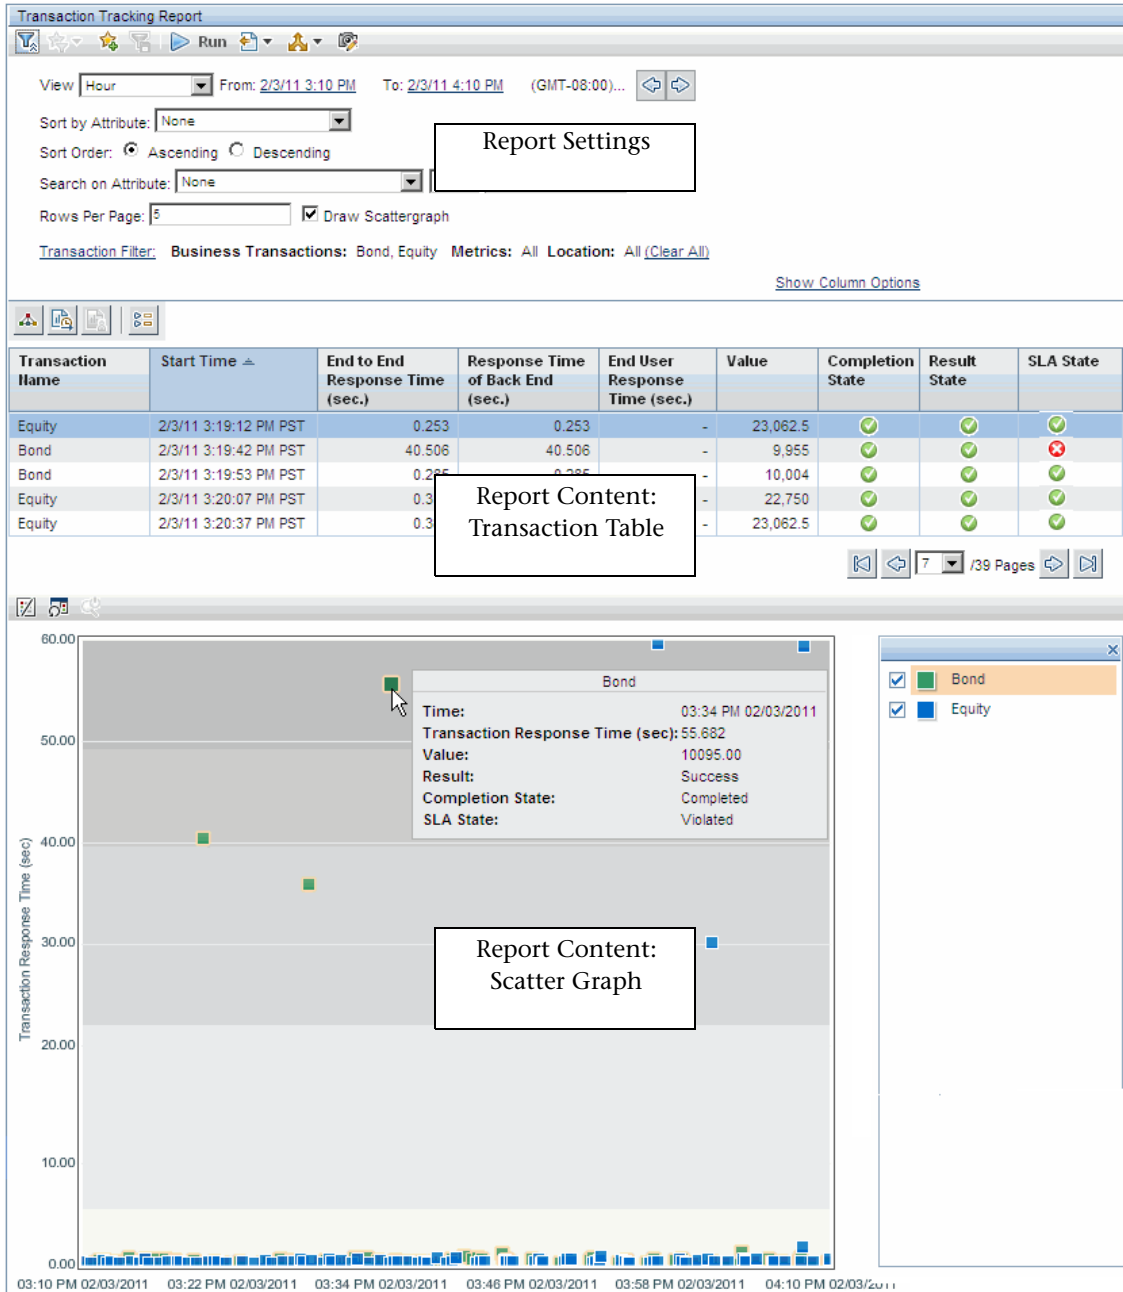 Transaction Tracking Report
Run
View Hour From: 2/3/11 3:10 PM To: 2/3/11 4:10 PM (GMT-08:00)...
Sort by Attribute: None
Sort Order: Ascending Descending
Search on Attribute: None
Rows Per Page: 5 Draw Scattergraph
Report Settings
Transaction Filter: Business Transactions: Bond, Equity Metrics: All Location: All (Clear All)
Show Column Options
Transaction Name Start Time End to End Response Time (sec.) Response Time of Back End (sec.) End User Response Time (sec.) Value Completion State Result State SLA State
Equity 2/3/11 3:19:12 PM PST 0.253 0.253 - 23,062.5
Bond 2/3/11 3:19:42 PM PST 40.506 40.506 - 9,955
Bond 2/3/11 3:19:53 PM PST - 10,004
Equity 2/3/11 3:20:07 PM PST 0.3 - 22,750
Equity 2/3/11 3:20:37 PM PST 0.3 - 23,062.5
Report Content:
Transaction Table
7 /39 Pages
60.00
50.00
40.00
30.00
20.00
10.00
0.00
Transaction Response Time (sec)
Bond
Time: 03:34 PM 02/03/2011
Transaction Response Time (sec): 55.682
Value: 10095.00
Result: Success
Completion State: Completed
SLA State: Violated
Bond
Equity
Report Content:
Scatter Graph
03:10 PM 02/03/2011 03:22 PM 02/03/2011 03:34 PM 02/03/2011 03:46 PM 02/03/2011 03:58 PM 02/03/2011 04:10 PM 02/03/2011